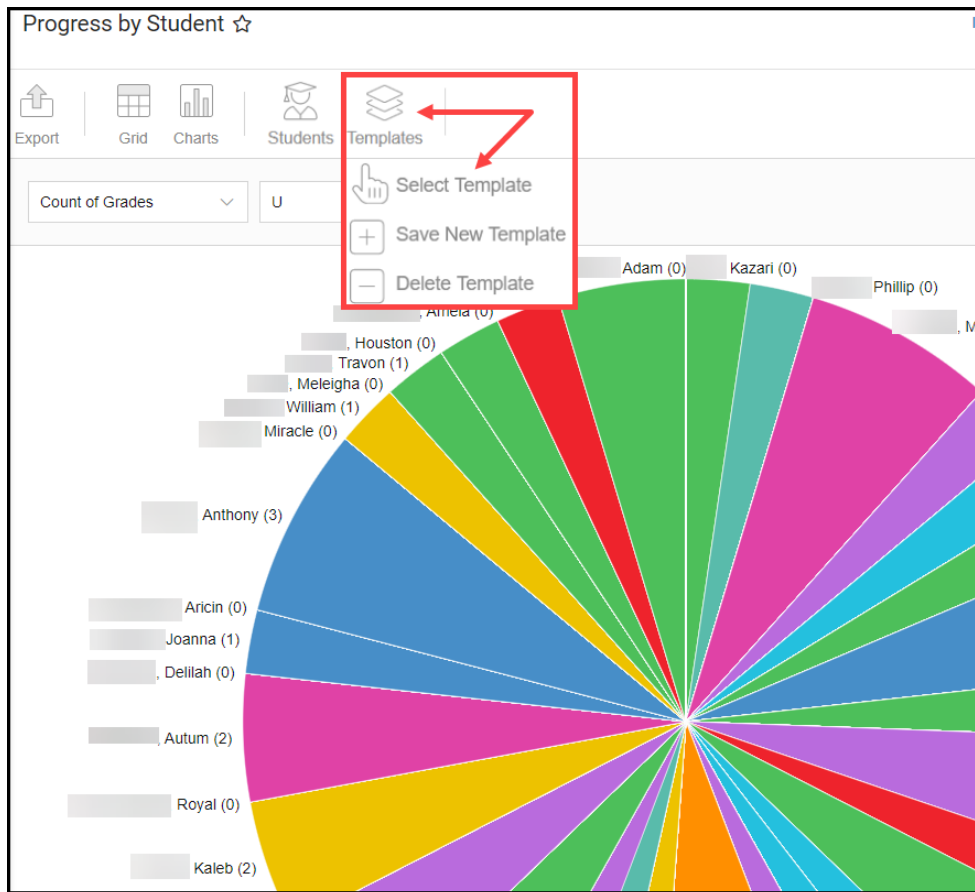 Progress by Student
Export
Grid
Charts
Students
Templates
Select Template
Count of Grades
U
Save New Template
Delete Template
Adam (0)
Kazari (0)
Phillip (0)
, Amela (0)
, M
, Houston (0)
Travon (1)
, Meleigha (0)
William (1)
Miracle (0)
Anthony (3)
Aricin (0)
Joanna (1)
, Delilah (0)
, Autum (2)
Royal (0)
Kaleb (2)